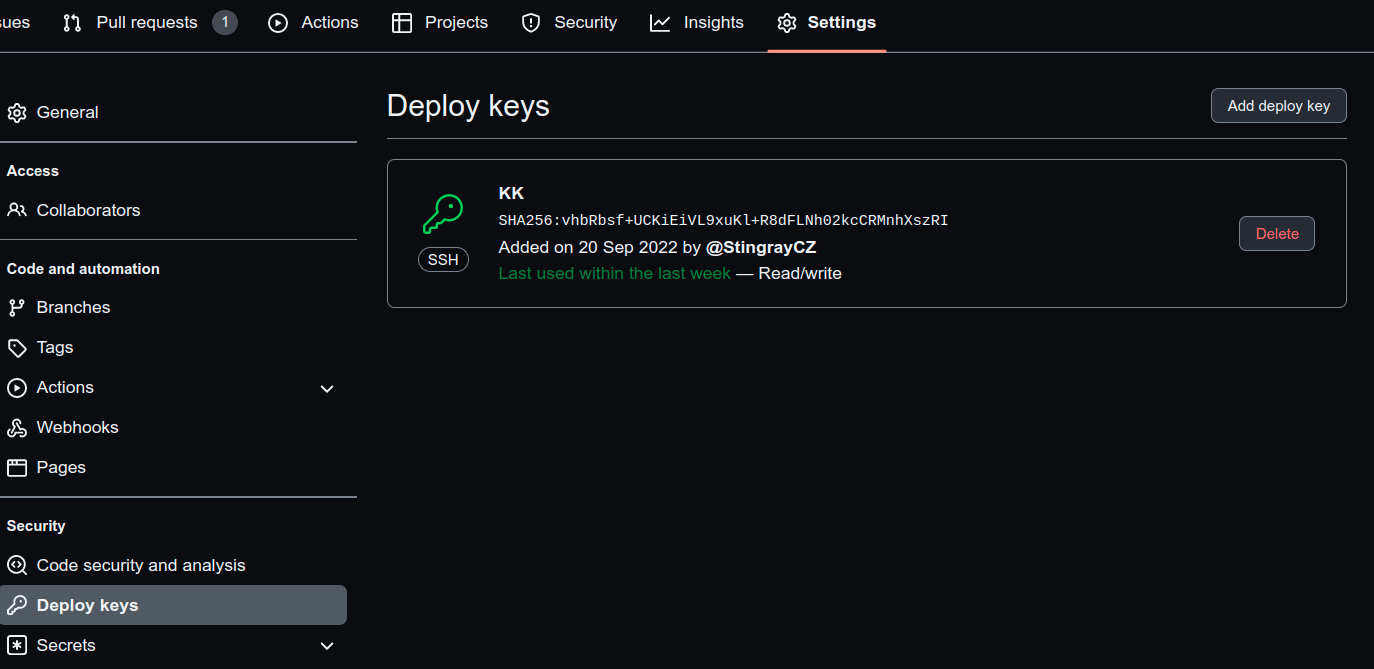 Pull requests 1 Actions Projects Security Insights Settings
General
Access
Collaborators
Code and automation
Branches
Tags
Actions
Webhooks
Pages
Security
Code security and analysis
Deploy keys
Secrets
Deploy keys
Add deploy key
KK
SHA256:vhbRbsf+UCKiEiVL9xuKl+R8dFLNh02kcCRMnhXszRI
Added on 20 Sep 2022 by @StingrayCZ
Last used within the last week — Read/write
SSH
Delete